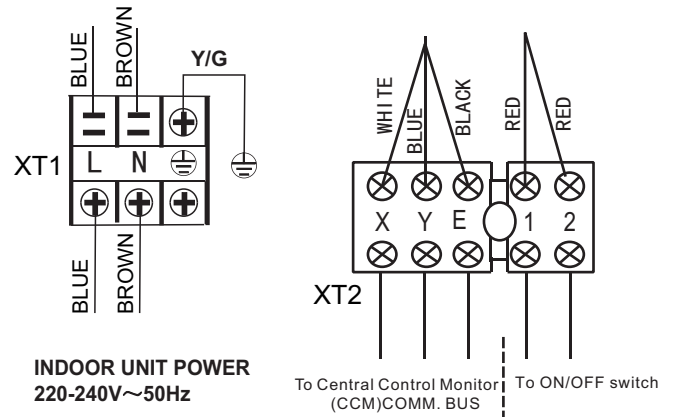 BLUE
BROWN
Y/G
XT1
L N
BLUE
BROWN
INDOOR UNIT POWER
220-240V～50Hz
WHITE
BLUE
BLACK
RED
RED
X Y E 1 2
XT2
To Central Control Monitor
(CCM)COMM. BUS
To ON/OFF switch